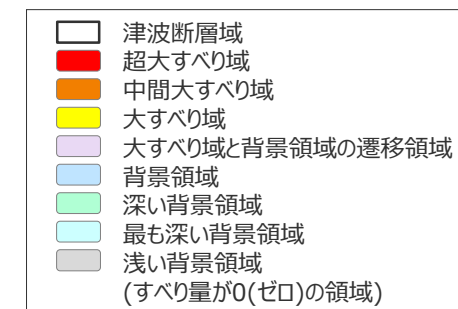 津波断層域
超大すべり域
中間大すべり域
大すべり域
大すべり域と背景領域の遷移領域
背景領域
深い背景領域
最も深い背景領域
浅い背景領域
(すべり量が0(ゼロ)の領域)